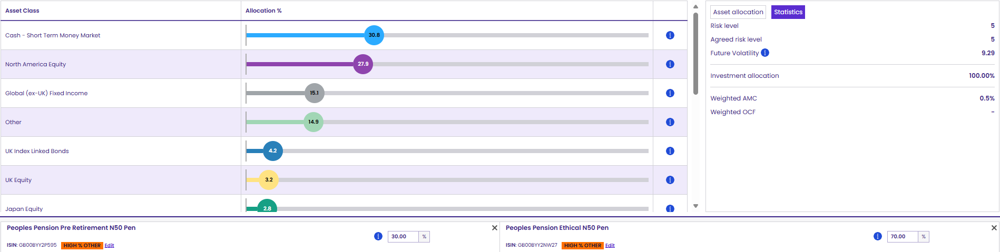 Asset Class
Allocation %
Cash - Short Term Money Market
30.8
North America Equity
27.9
Global (ex-UK) Fixed Income
15.1
Other
14.9
UK Index Linked Bonds
4.2
UK Equity
3.2
Japan Equity
2.8
Asset allocation
Statistics
Risk level
5
Agreed risk level
5
Future Volatility
9.29
Investment allocation
100.00%
Weighted AMC
0.5%
Weighted OCF
-
Peoples Pension Pre Retirement N50 Pen
30.00 %
ISIN: GB00BYY2P595 HIGH % OTHER Edit
Peoples Pension Ethical N50 Pen
70.00 %
ISIN: GB00BYY2NW27 HIGH % OTHER Edit